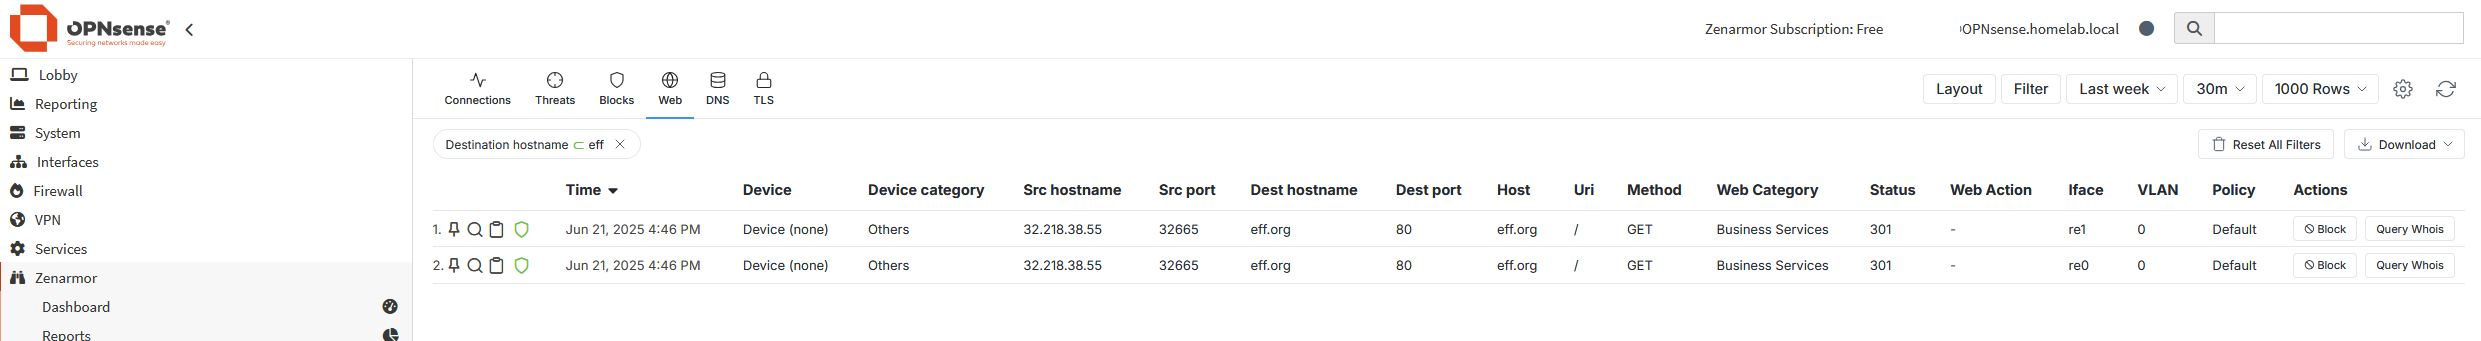 OPNsense®
Securing networks made easy
Zenarmor Subscription: Free
OPNsense.homelab.local
Lobby
Reporting
System
Interfaces
Firewall
VPN
Services
Zenarmor
Dashboard
Reports
Connections Threats Blocks Web DNS TLS
Layout Filter Last week 30m 1000 Rows
Destination hostname ⊂ eff
Reset All Filters Download
Time Device Device category Src hostname Src port Dest hostname Dest port Host Uri Method Web Category Status Web Action Iface VLAN Policy Actions
1. Jun 21, 2025 4:46 PM Device (none) Others 32.218.38.55 32665 eff.org 80 eff.org / GET Business Services 301 - re1 0 Default Block Query Whois
2. Jun 21, 2025 4:46 PM Device (none) Others 32.218.38.55 32665 eff.org 80 eff.org / GET Business Services 301 - re0 0 Default Block Query Whois